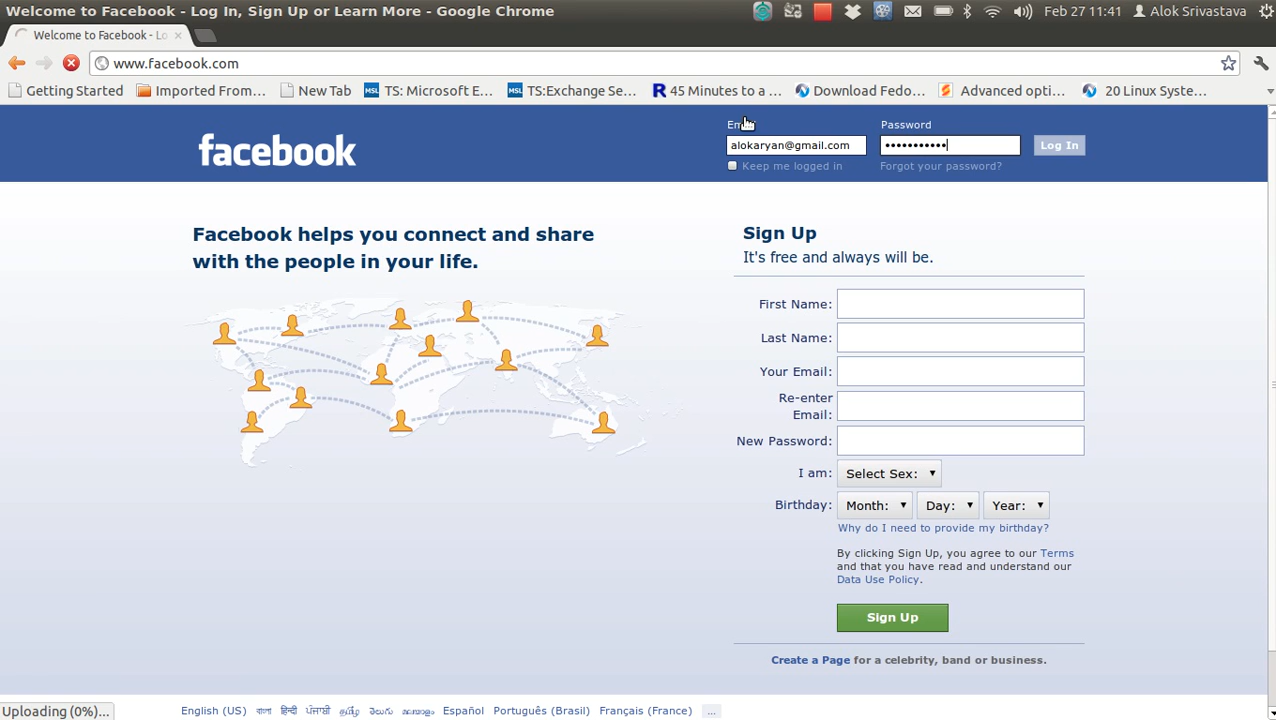 Welcome to Facebook - Log In, Sign Up or Learn More - Google Chrome
Feb 27 11:41 Alok Srivastava
Welcome to Facebook - Lo
www.facebook.com
Getting Started Imported From... New Tab TS: Microsoft E... TS:Exchange Se... 45 Minutes to a ... Download Fedo... Advanced opti... 20 Linux Syste...
facebook
Password
alokaryan@gmail.com ••••••••••• Log In
Keep me logged in Forgot your password?
Facebook helps you connect and share
with the people in your life.
Sign Up
It's free and always will be.
First Name:
Last Name:
Your Email:
Re-enter
Email:
New Password:
I am: Select Sex:
Birthday: Month: Day: Year:
Why do I need to provide my birthday?
By clicking Sign Up, you agree to our Terms
and that you have read and understand our
Data Use Policy.
Sign Up
Create a Page for a celebrity, band or business.
Uploading (0%)...
English (US) বাংলা हिन्दी ਪੰਜਾਬੀ தமிழ் తెలుగు മലയാളം Español Português (Brasil) Français (France) ...